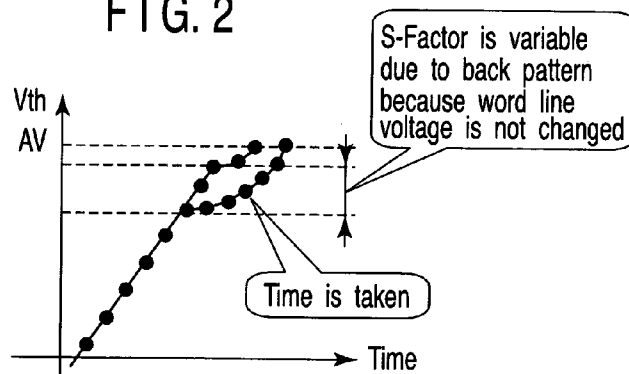 FIG. 2
S-Factor is variable
due to back pattern
because word line
voltage is not changed
Vth
AV
Time is taken
Time